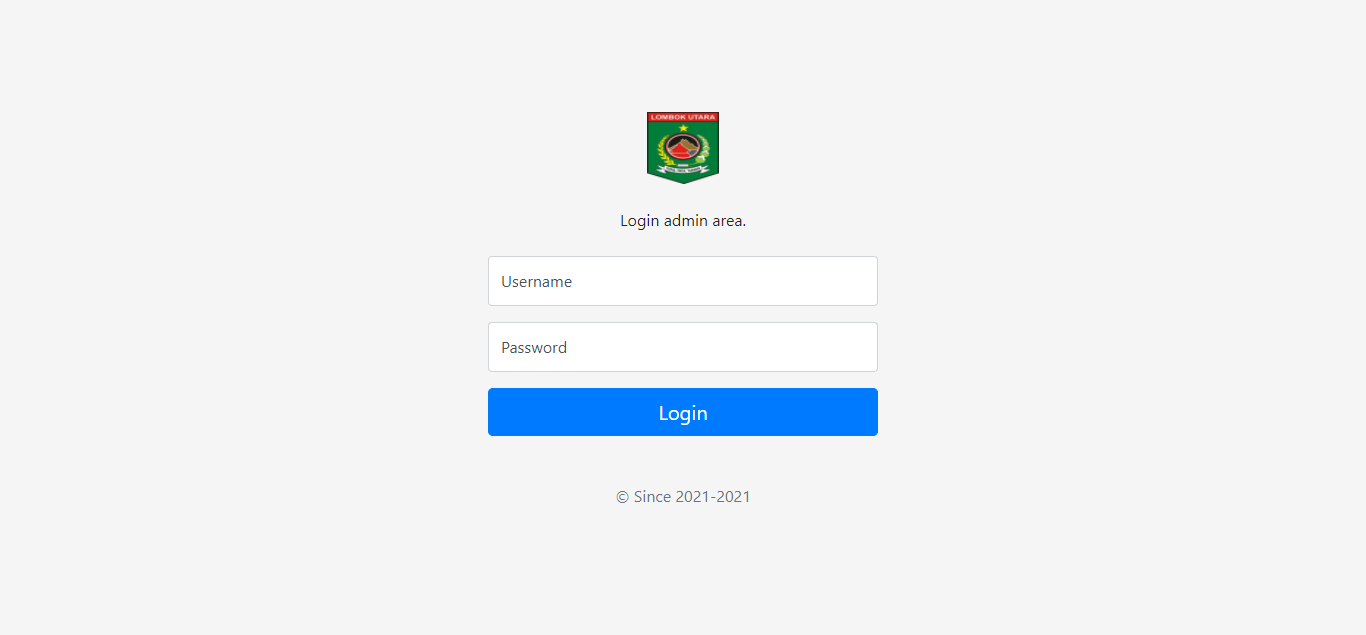 LOMBOK UTARA
Login admin area.
Username
Password
Login
© Since 2021-2021